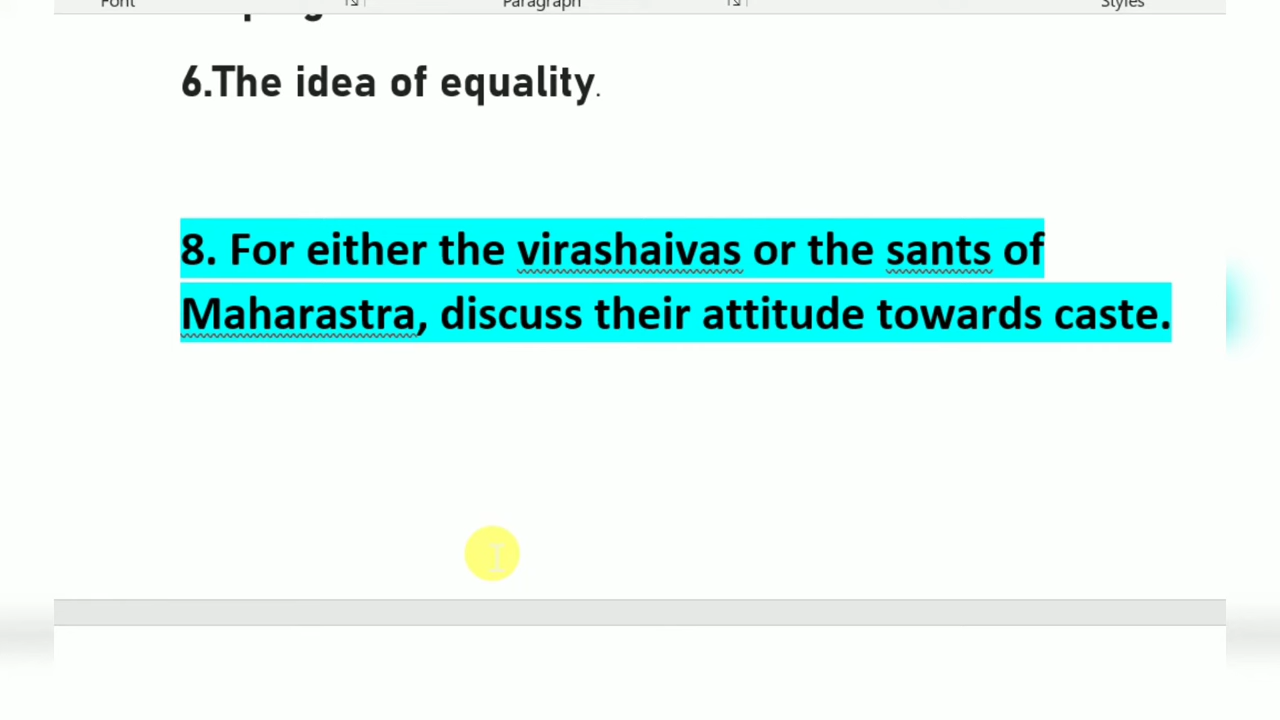 Font Paragraph Styles
6.The idea of equality.
8. For either the virashaivas or the sants of
Maharastra, discuss their attitude towards caste.